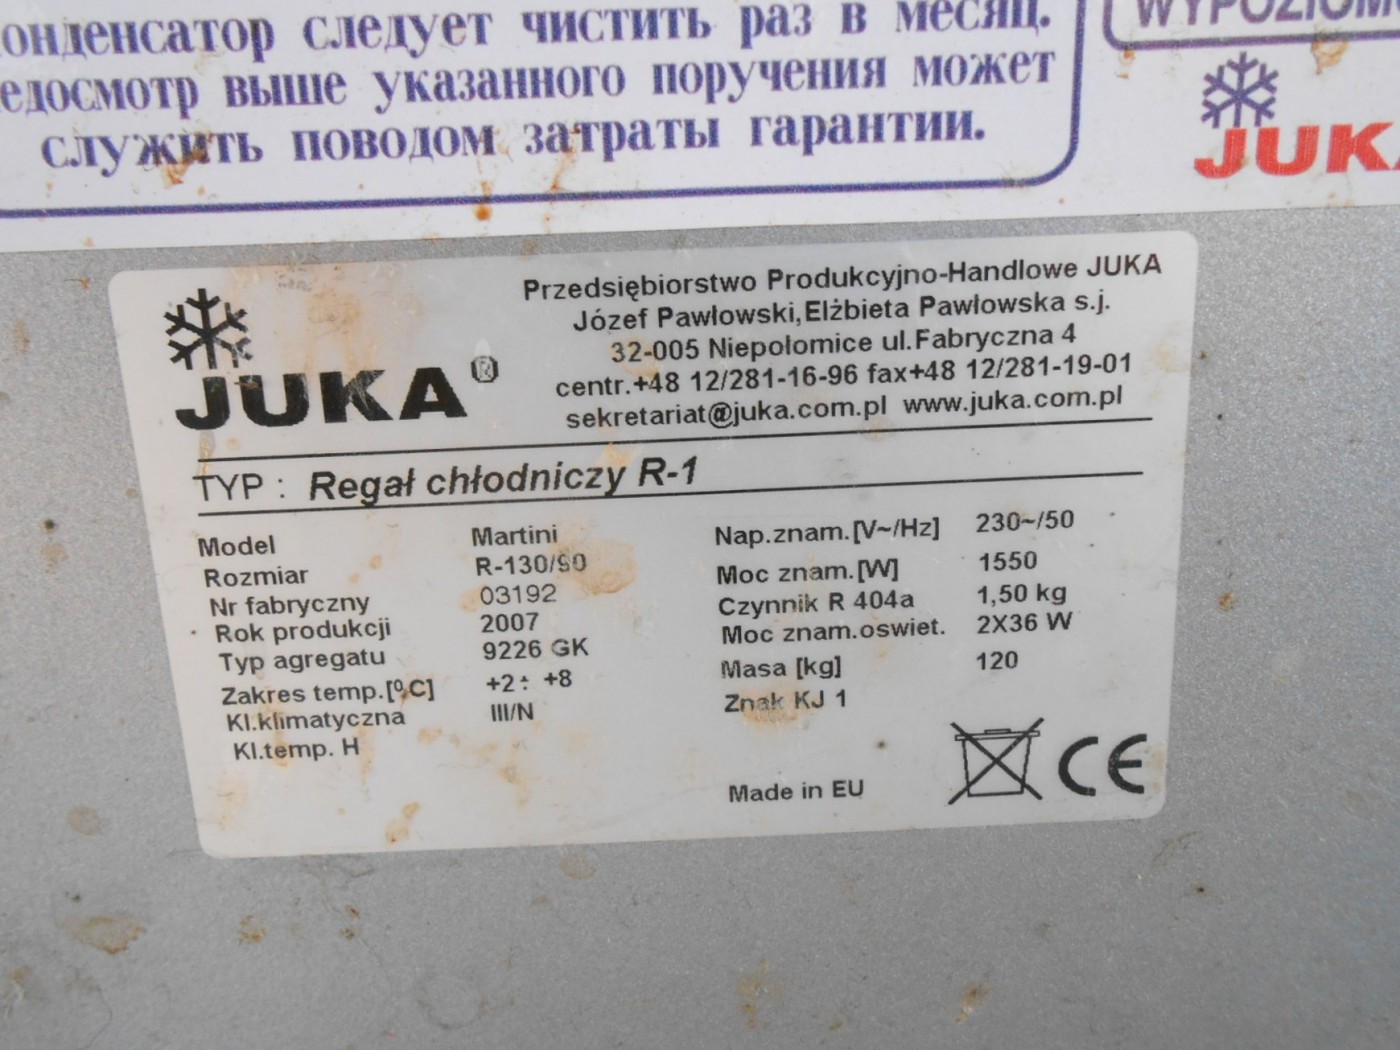 онденсатор следует чистить раз в месяц.
едосмотр выше указанного поручения может
служить поводом затраты гарантии.
JUKA
JUKA®
Przedsiębiorstwo Produkcyjno-Handlowe JUKA
Józef Pawłowski,Elżbieta Pawłowska s.j.
32-005 Niepołomice ul.Fabryczna 4
centr.+48 12/281-16-96 fax+48 12/281-19-01
sekretariat@juka.com.pl www.juka.com.pl
TYP : Regał chłodniczy R-1
Model Martini
Rozmiar R-130/90
Nr fabryczny 03192
Rok produkcji 2007
Typ agregatu 9226 GK
Zakres temp.[ºC] +2÷ +8
Kl.klimatyczna III/N
Kl.temp. H
Nap.znam.[V~/Hz] 230~/50
Moc znam.[W] 1550
Czynnik R 404a 1,50 kg
Moc znam.oswiet. 2X36 W
Masa [kg] 120
Znak KJ 1
Made in EU
CE